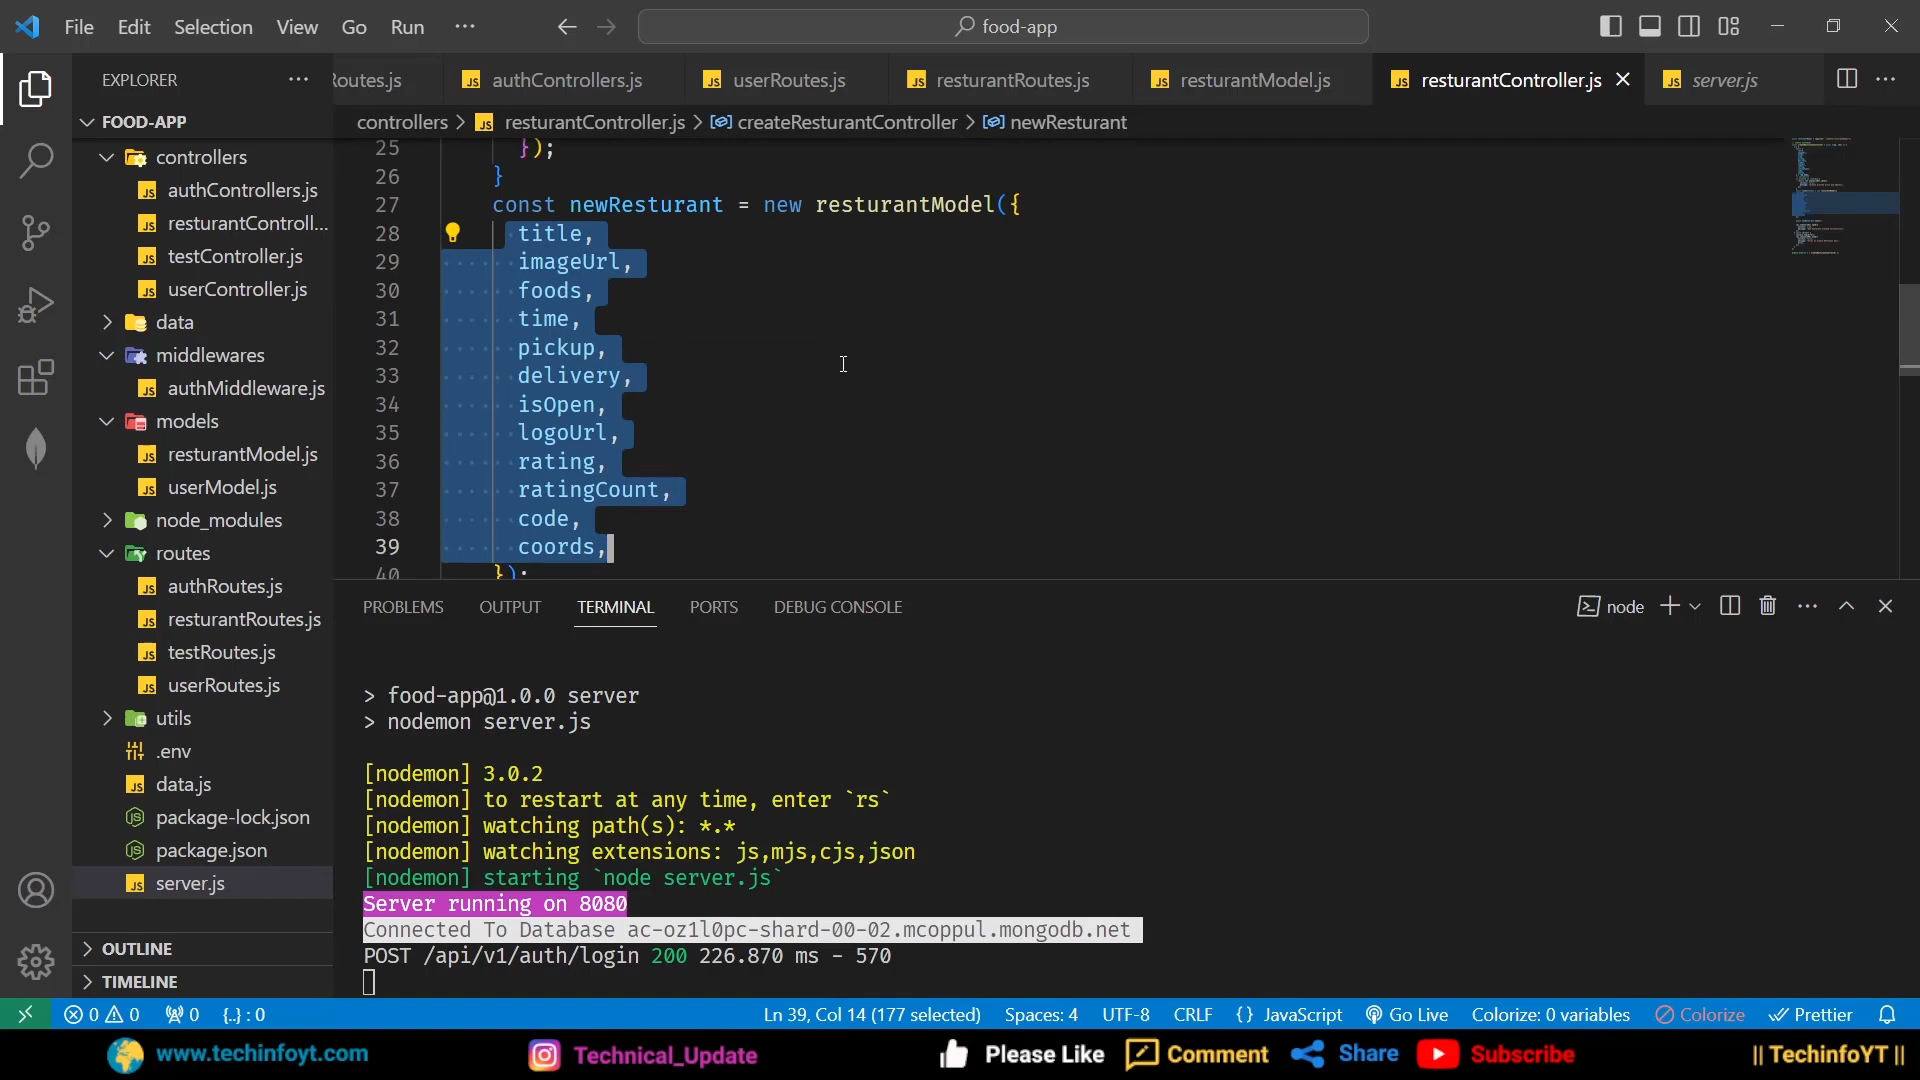 File Edit Selection View Go Run ··· food-app
EXPLORER ···
Routes.js authControllers.js userRoutes.js resturantRoutes.js resturantModel.js resturantController.js server.js ···
controllers > resturantController.js > createResturantController > newResturant
FOOD-APP
controllers
authControllers.js
resturantControll...
testController.js
userController.js
data
middlewares
authMiddleware.js
models
resturantModel.js
userModel.js
node_modules
routes
authRoutes.js
resturantRoutes.js
testRoutes.js
userRoutes.js
utils
.env
data.js
package-lock.json
package.json
server.js
OUTLINE
TIMELINE
25 });
26 }
27 const newResturant = new resturantModel({
28 title,
29 imageUrl,
30 foods,
31 time,
32 pickup,
33 delivery,
34 isOpen,
35 logoUrl,
36 rating,
37 ratingCount,
38 code,
39 coords,
40 });
PROBLEMS OUTPUT TERMINAL PORTS DEBUG CONSOLE node
> food-app@1.0.0 server
> nodemon server.js
[nodemon] 3.0.2
[nodemon] to restart at any time, enter `rs`
[nodemon] watching path(s): *.*
[nodemon] watching extensions: js,mjs,cjs,json
[nodemon] starting `node server.js`
Server running on 8080
Connected To Database ac-oz1l0pc-shard-00-02.mcoppul.mongodb.net
POST /api/v1/auth/login 200 226.870 ms - 570
0 0 0 {..} : 0 Ln 39, Col 14 (177 selected) Spaces: 4 UTF-8 CRLF {} JavaScript Go Live Colorize: 0 variables Colorize Prettier
www.techinfoyt.com Technical_Update Please Like Comment Share Subscribe || TechinfoYT ||